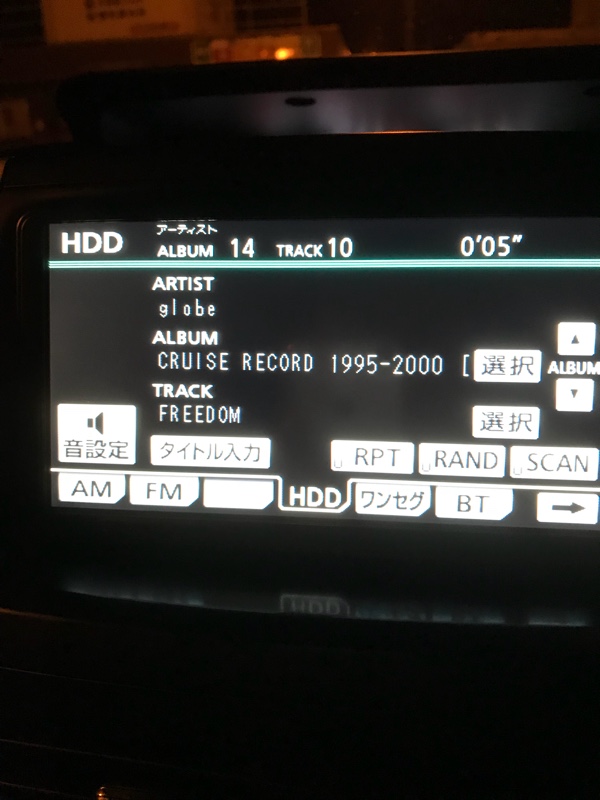 アーティスト
HDD ALBUM 14 TRACK 10 0'05"
ARTIST
globe
ALBUM
CRUISE RECORD 1995-2000 [ 選択
▲
ALBUM
▼
TRACK
FREEDOM 選択
音設定 タイトル入力 RPT RAND SCAN
AM FM HDD ワンセグ BT →